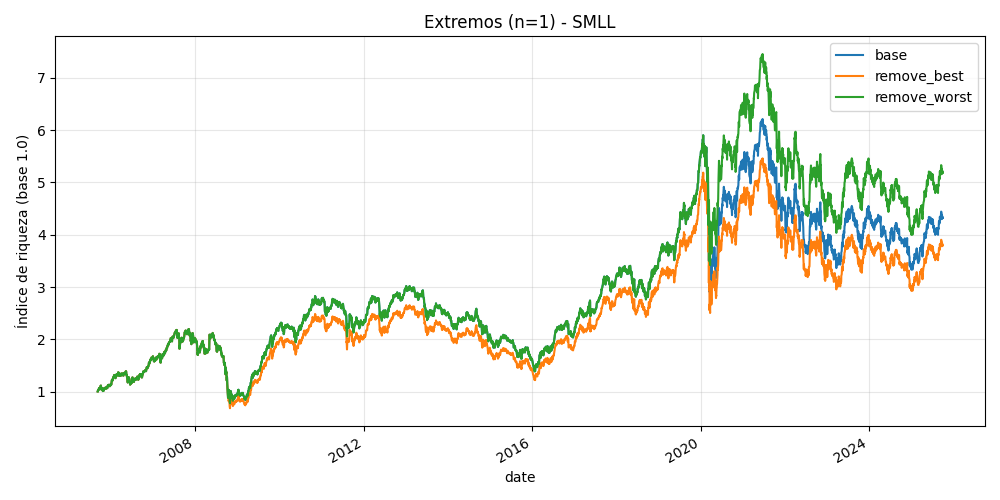 Extremos (n=1) - SMLL
Índice de riqueza (base 1.0)
7
6
5
4
3
2
1
base
remove_best
remove_worst
2008
2012
2016
2020
2024
date